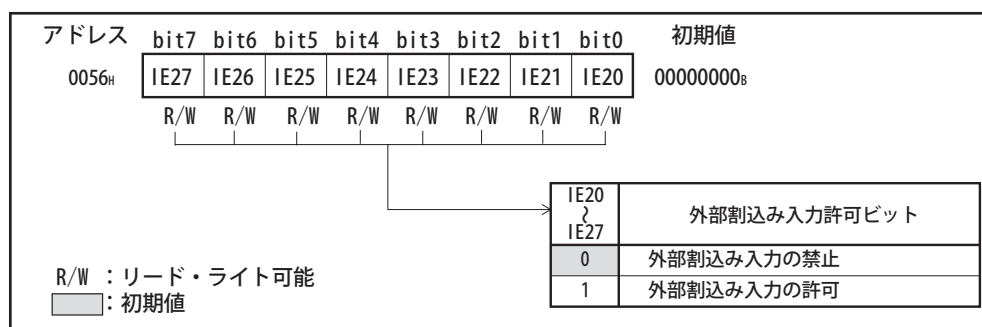 アドレス bit7 bit6 bit5 bit4 bit3 bit2 bit1 bit0 初期値
0056H IE27 IE26 IE25 IE24 IE23 IE22 IE21 IE20 00000000B
R/W R/W R/W R/W R/W R/W R/W R/W
IE20
~
IE27
外部割込み入力許可ビット
0 外部割込み入力の禁止
1 外部割込み入力の許可
R/W :リード・ライト可能
:初期値